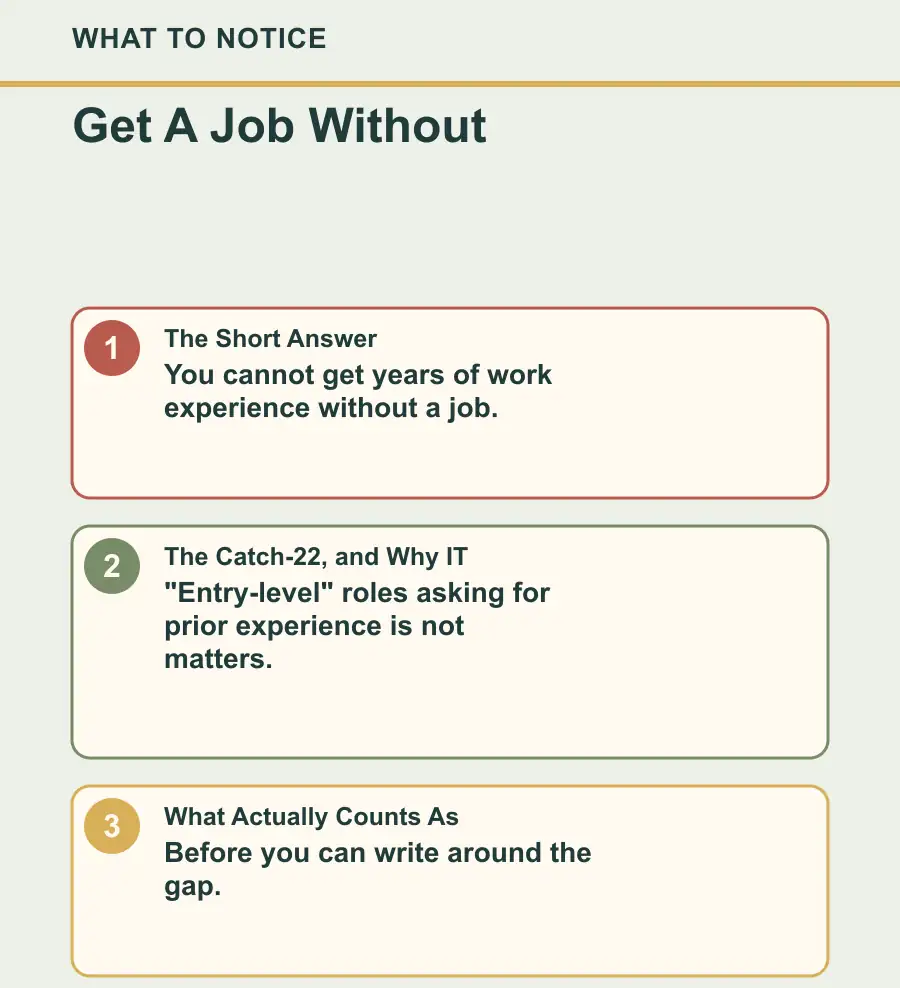 WHAT TO NOTICE
Get A Job Without
1
The Short Answer
You cannot get years of work
experience without a job.
2
The Catch-22, and Why IT
"Entry-level" roles asking for
prior experience is not
matters.
3
What Actually Counts As
Before you can write around the
gap.